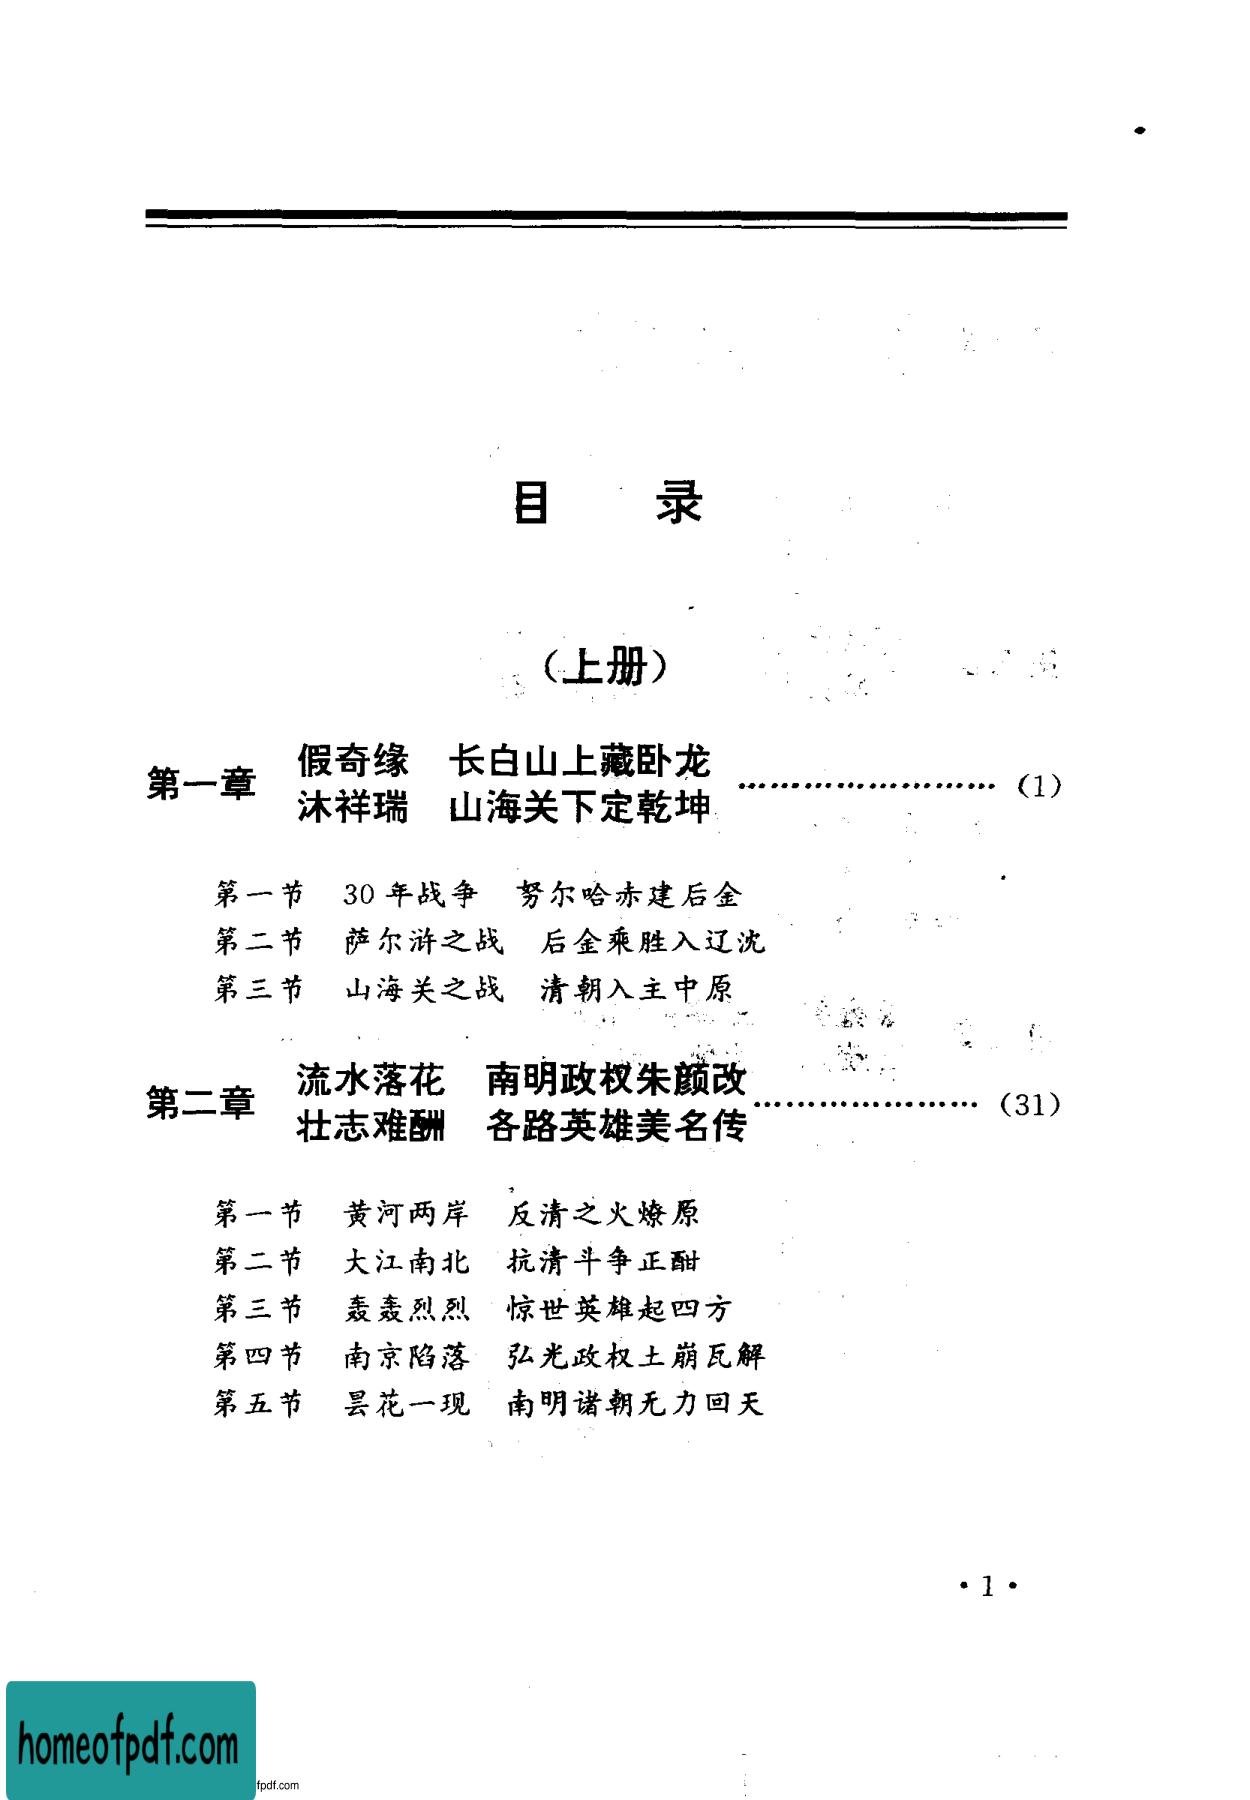 目　　录
（上册）
第一章　假奇缘　长白山上藏卧龙
沐祥瑞　山海关下定乾坤 ……………………（1）
第一节　30年战争　努尔哈赤建后金
第二节　萨尔浒之战　后金乘胜入辽沈
第三节　山海关之战　清朝入主中原
第二章　流水落花　南明政权朱颜改
壮志难酬　各路英雄美名传 …………………（31）
第一节　黄河两岸　反清之火燎原
第二节　大江南北　抗清斗争正酣
第三节　轰轰烈烈　惊世英雄起四方
第四节　南京陷落　弘光政权土崩瓦解
第五节　昙花一现　南明诸朝无力回天
·1·
homeofpdf.com
fpdf.com